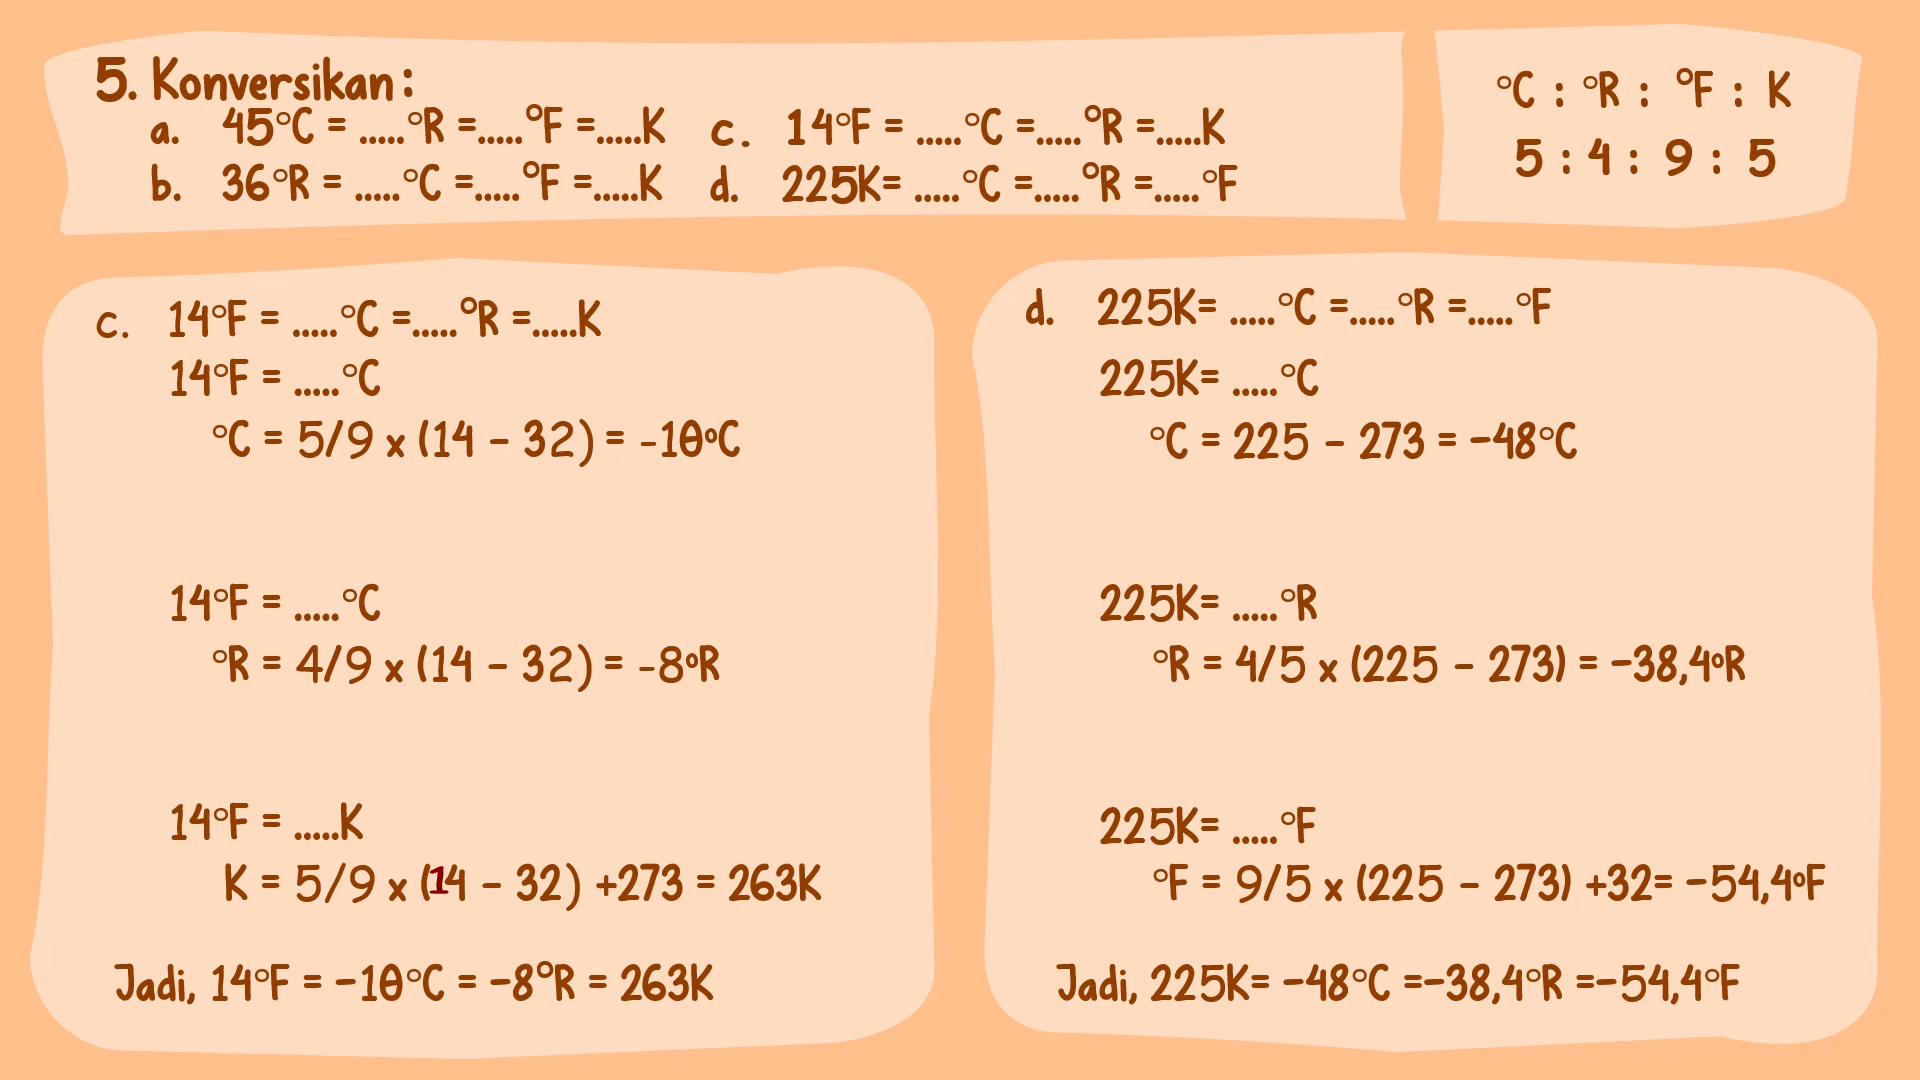 5. Konversikan:
a. 45°C = .....°R =.....°F =.....K
b. 36°R = .....°C =.....°F =.....K
c. 14°F = .....°C =.....°R =.....K
d. 225K= .....°C =.....°R =.....°F
°C : °R : °F : K
5 : 4 : 9 : 5
c. 14°F = .....°C =.....°R =.....K
14°F = .....°C
°C = 5/9 x (14 - 32) = -10°C
14°F = .....°C
°R = 4/9 x (14 - 32) = -8°R
14°F = .....K
K = 5/9 x (14 - 32) +273 = 263K
Jadi, 14°F = -10°C = -8°R = 263K
d. 225K= .....°C =.....°R =.....°F
225K= .....°C
°C = 225 - 273 = -48°C
225K= .....°R
°R = 4/5 x (225 - 273) = -38,4°R
225K= .....°F
°F = 9/5 x (225 - 273) +32= -54,4°F
Jadi, 225K= -48°C =-38,4°R =-54,4°F